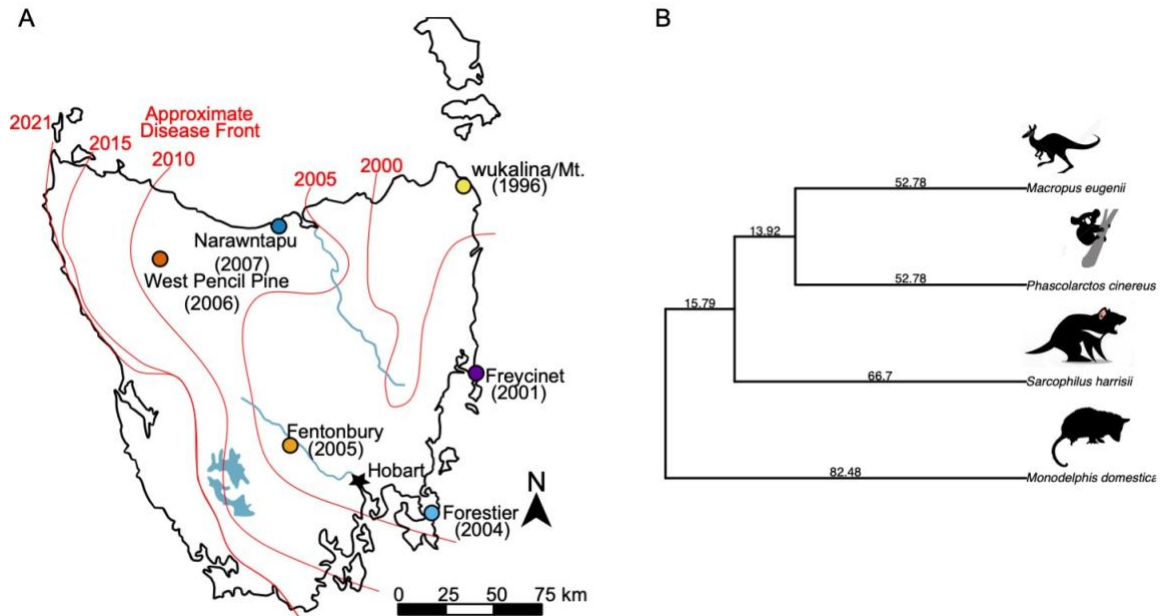 A
B
Approximate
Disease Front
2021
2015
2010
2005
2000
wukalina/Mt.
(1996)
Narawntapu
(2007)
West Pencil Pine
(2006)
Freycinet
(2001)
Fentonbury
(2005)
Hobart
Forestier
(2004)
N
0 25 50 75 km
52.78
Macropus eugenii
13.92
52.78
Phascolarctos cinereus
15.79
66.7
Sarcophilus harrisii
82.48
Monodelphis domestica